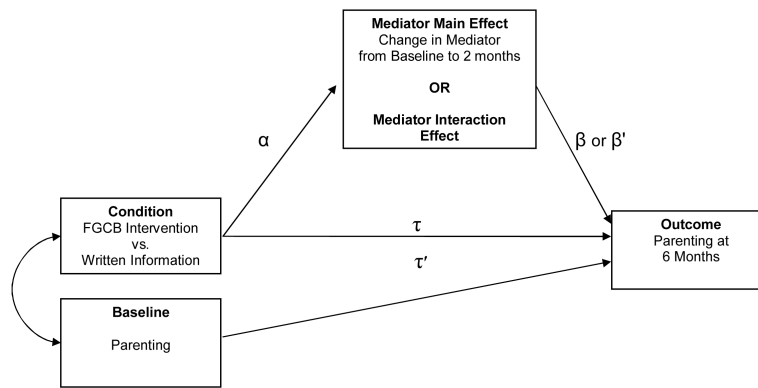 Mediator Main Effect
Change in Mediator
from Baseline to 2 months
OR
Mediator Interaction
Effect
α
β or β'
Condition
FGCB Intervention
vs.
Written Information
τ
Outcome
Parenting at
6 Months
τ′
Baseline
Parenting